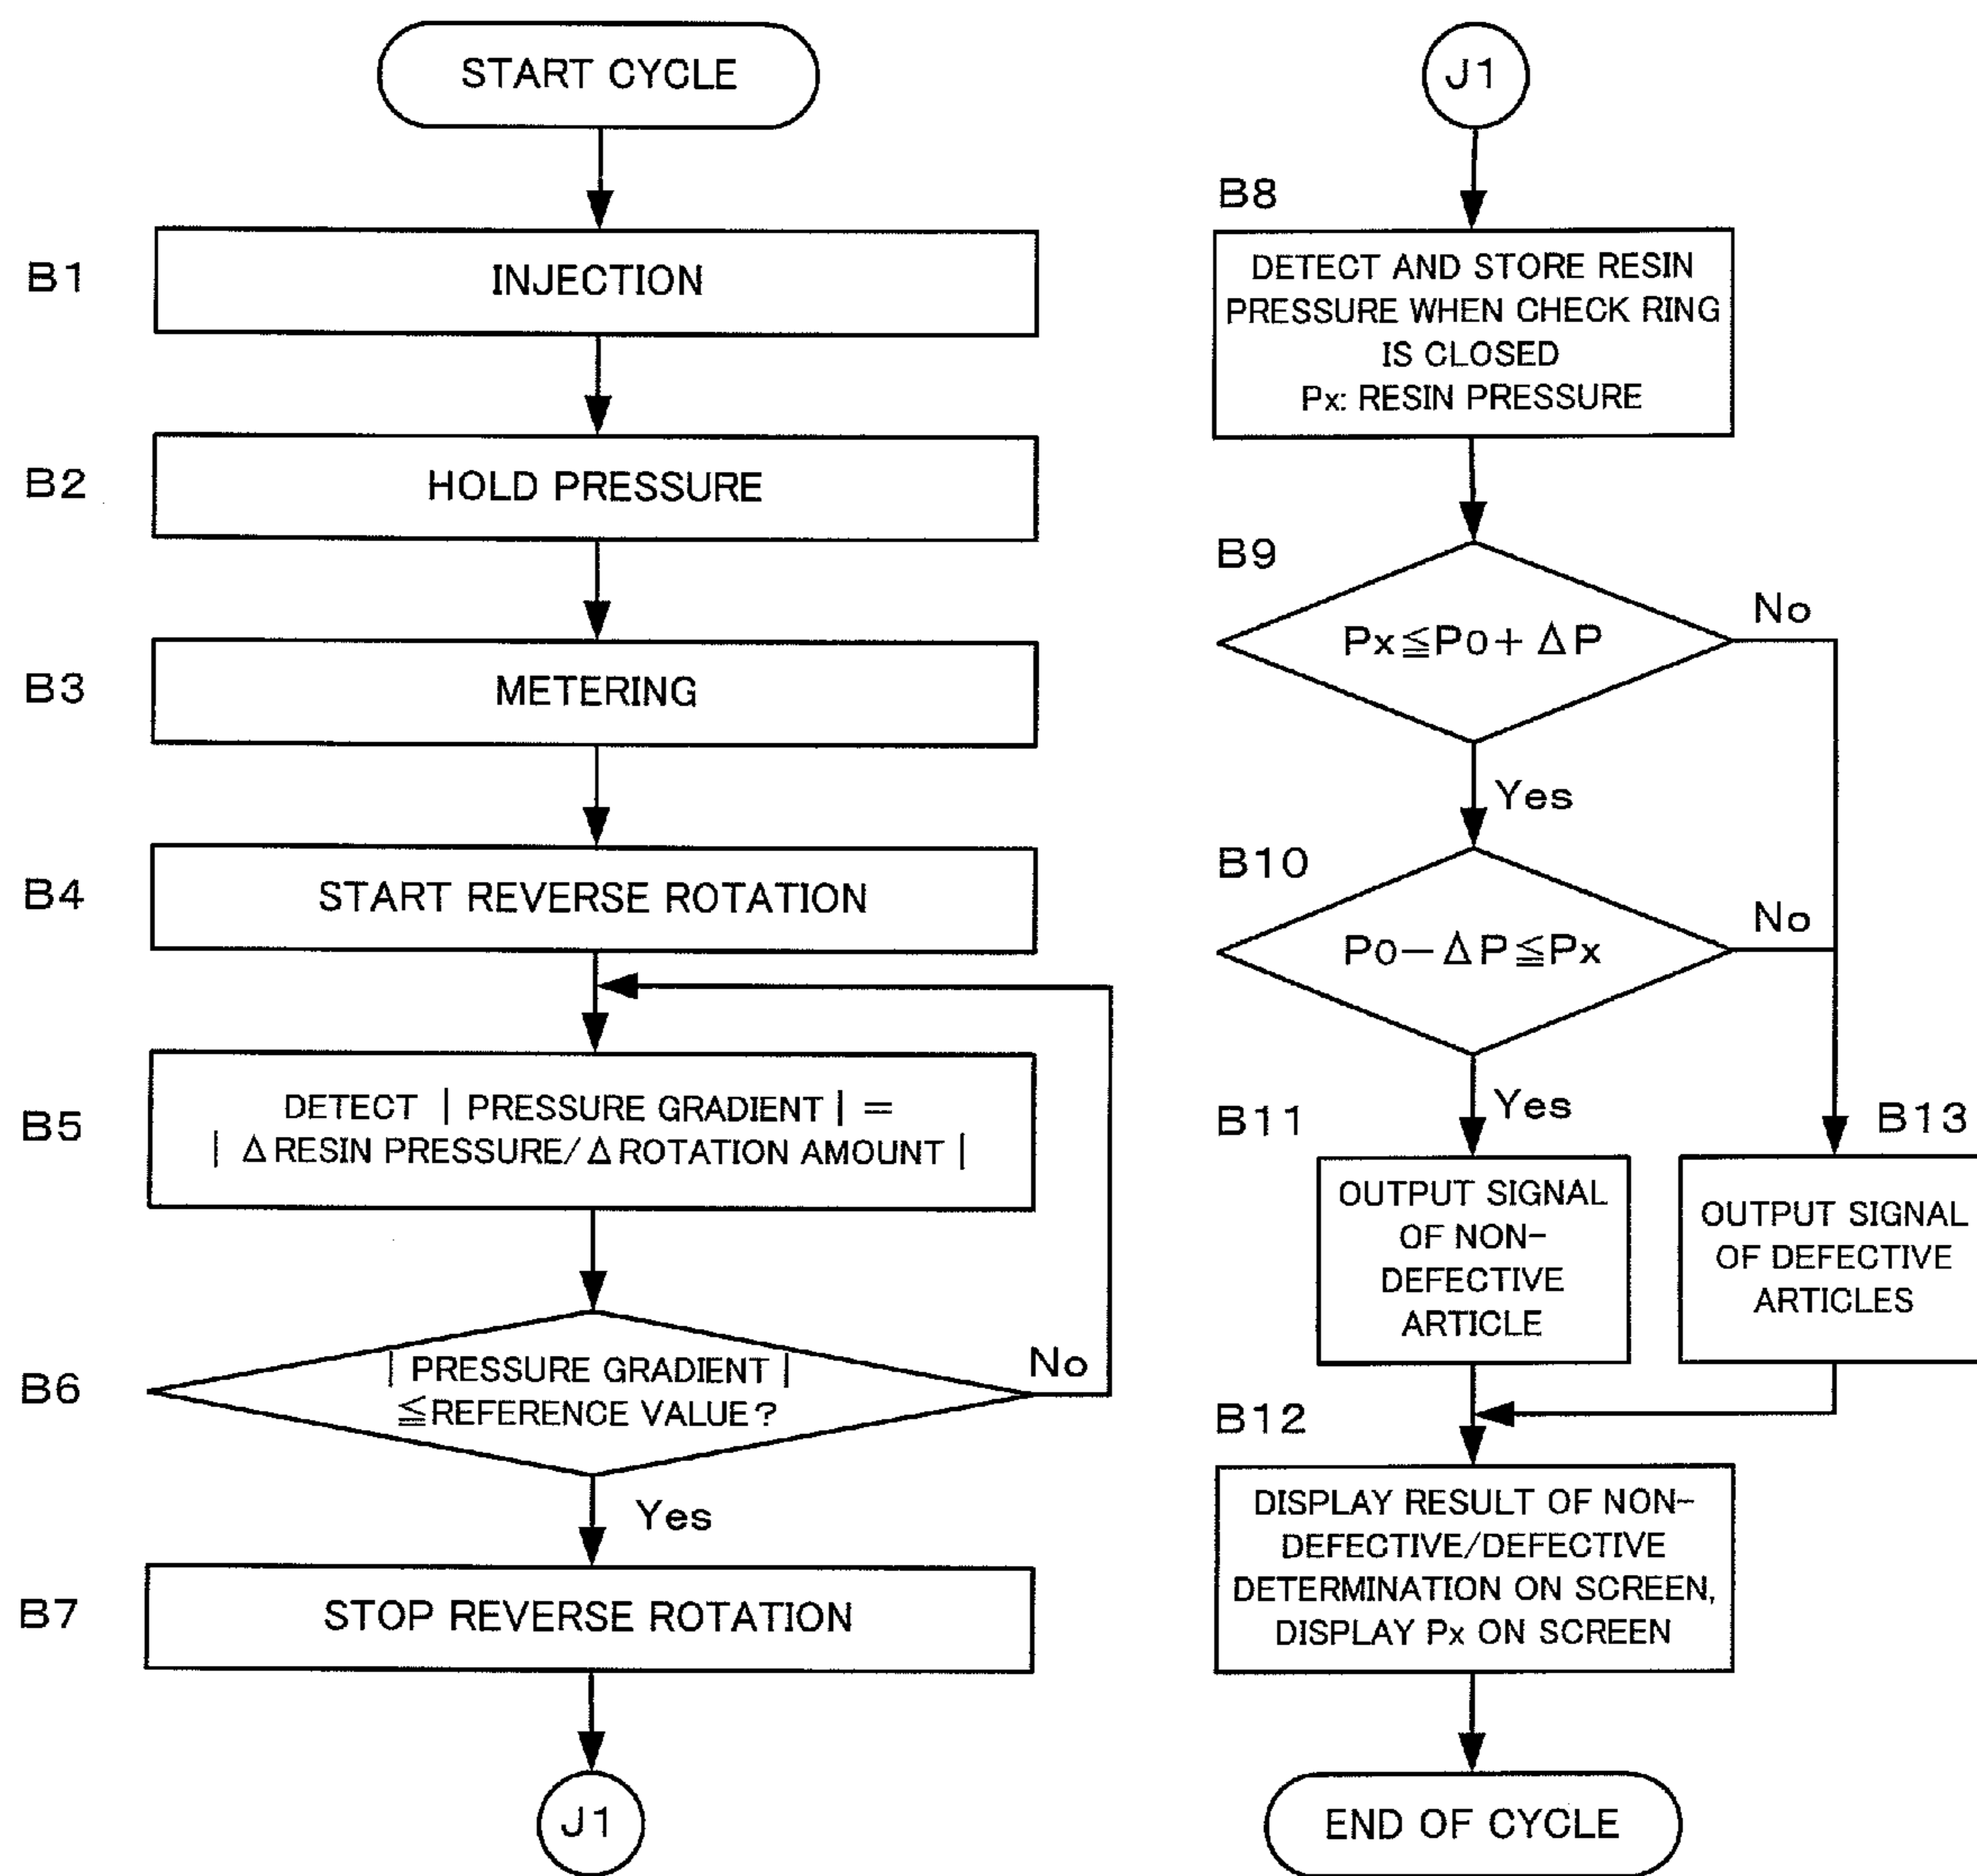 START CYCLE
B1
INJECTION
B2
HOLD PRESSURE
B3
METERING
B4
START REVERSE ROTATION
B5
DETECT | PRESSURE GRADIENT | =
| Δ RESIN PRESSURE/Δ ROTATION AMOUNT |
B6
| PRESSURE GRADIENT |
≦REFERENCE VALUE?
No
Yes
B7
STOP REVERSE ROTATION
J1
J1
B8
DETECT AND STORE RESIN
PRESSURE WHEN CHECK RING
IS CLOSED
Px: RESIN PRESSURE
B9
Px≦Po+ΔP
No
Yes
B10
Po-ΔP≦Px
No
Yes
B11
OUTPUT SIGNAL
OF NON-
DEFECTIVE
ARTICLE
B13
OUTPUT SIGNAL
OF DEFECTIVE
ARTICLES
B12
DISPLAY RESULT OF NON-
DEFECTIVE/DEFECTIVE
DETERMINATION ON SCREEN,
DISPLAY Px ON SCREEN
END OF CYCLE